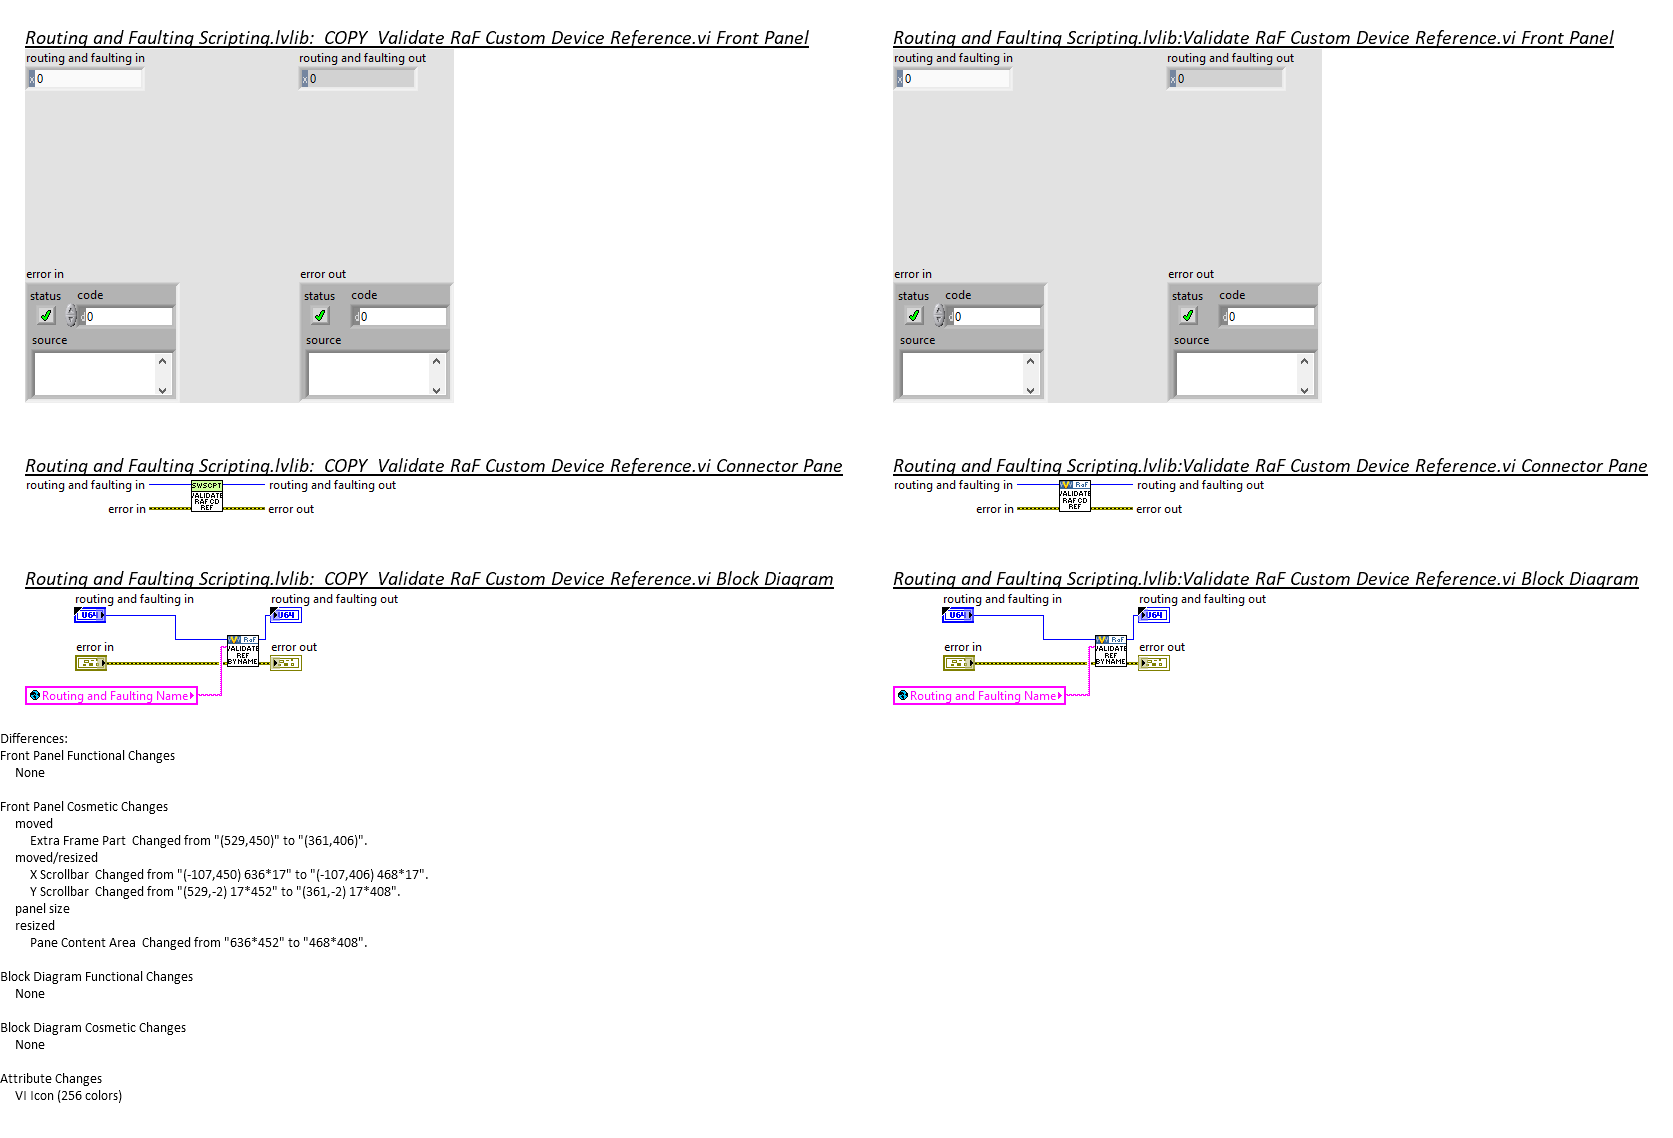 Routing and Faulting Scripting.lvlib:_COPY_Validate RaF Custom Device Reference.vi Front Panel
routing and faulting in
routing and faulting out
x 0
x 0
error in
error out
status
code
status
code
d 0
d 0
source
source
Routing and Faulting Scripting.lvlib:Validate RaF Custom Device Reference.vi Front Panel
routing and faulting in
routing and faulting out
x 0
x 0
error in
error out
status
code
status
code
d 0
d 0
source
source
Routing and Faulting Scripting.lvlib:_COPY_Validate RaF Custom Device Reference.vi Connector Pane
routing and faulting in
SWSCPT
VALIDATE
RAF CD
REF
routing and faulting out
error in
error out
Routing and Faulting Scripting.lvlib:Validate RaF Custom Device Reference.vi Connector Pane
routing and faulting in
RaF
VALIDATE
RAF CD
REF
routing and faulting out
error in
error out
Routing and Faulting Scripting.lvlib:_COPY_Validate RaF Custom Device Reference.vi Block Diagram
routing and faulting in
routing and faulting out
U64
U64
RaF
VALIDATE
REF
BY NAME
error in
error out
Routing and Faulting Name
Routing and Faulting Scripting.lvlib:Validate RaF Custom Device Reference.vi Block Diagram
routing and faulting in
routing and faulting out
U64
U64
RaF
VALIDATE
REF
BY NAME
error in
error out
Routing and Faulting Name
Differences:
Front Panel Functional Changes
None
Front Panel Cosmetic Changes
moved
Extra Frame Part  Changed from "(529,450)" to "(361,406)".
moved/resized
X Scrollbar  Changed from "(-107,450) 636*17" to "(-107,406) 468*17".
Y Scrollbar  Changed from "(529,-2) 17*452" to "(361,-2) 17*408".
panel size
resized
Pane Content Area  Changed from "636*452" to "468*408".
Block Diagram Functional Changes
None
Block Diagram Cosmetic Changes
None
Attribute Changes
VI Icon (256 colors)